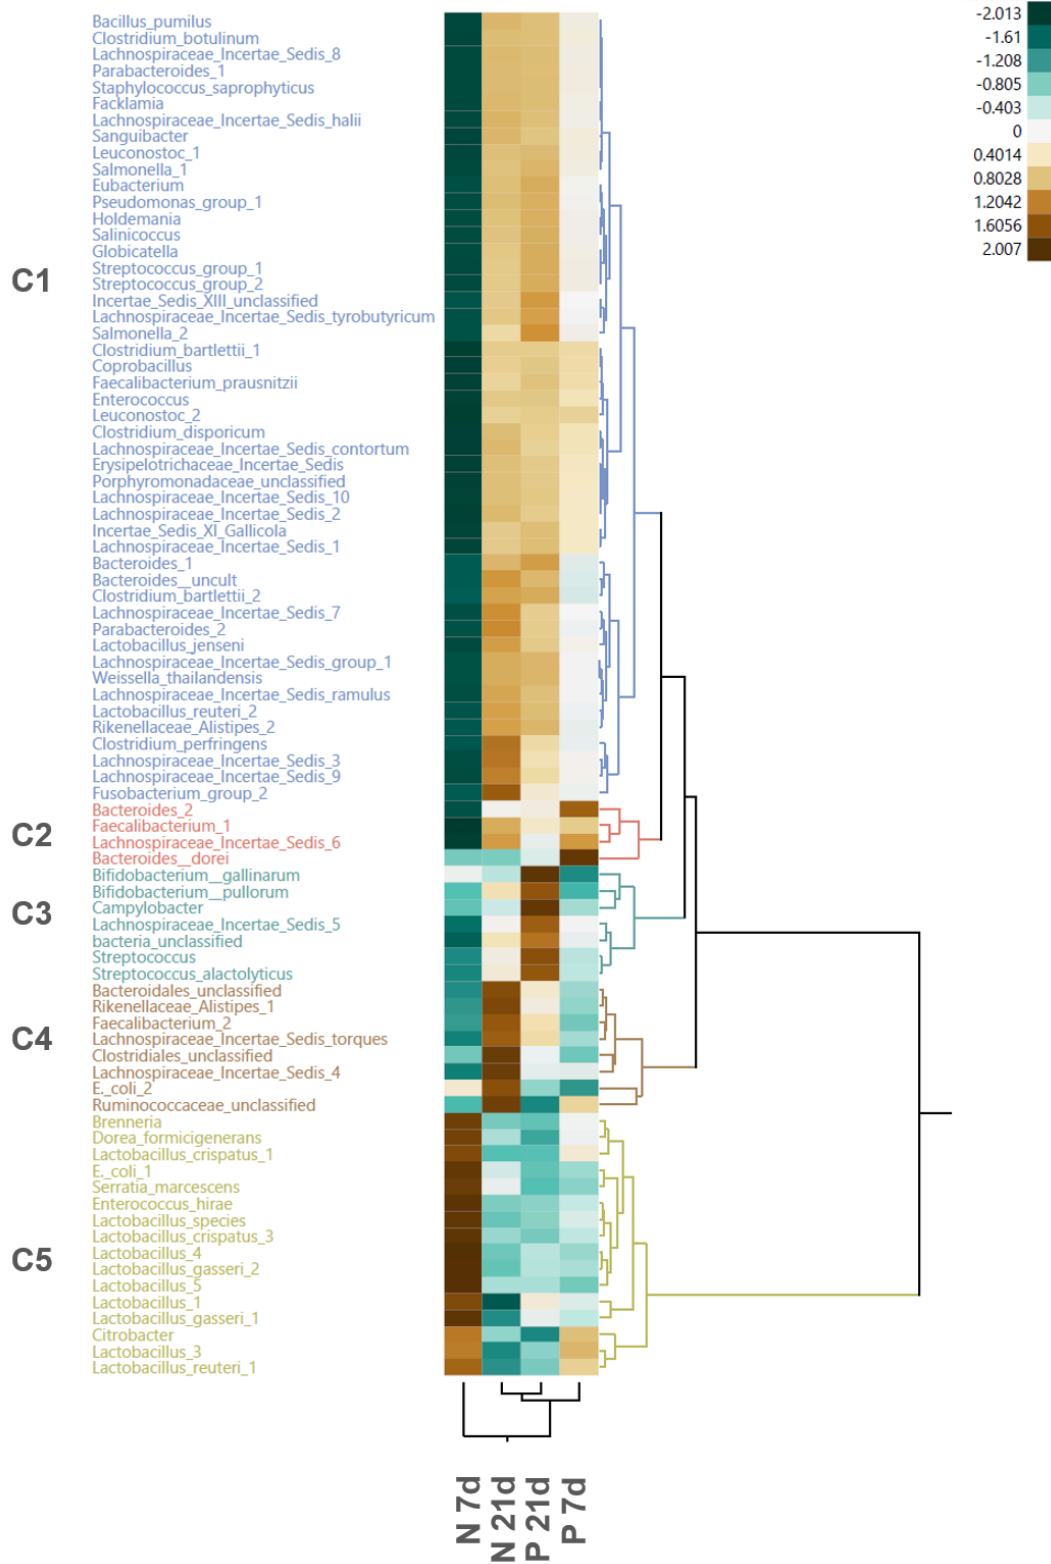 Bacillus_pumilus
Clostridium_botulinum
Lachnospiraceae_Incertae_Sedis_8
Parabacteroides_1
Staphylococcus_saprophyticus
Facklamia
Lachnospiraceae_Incertae_Sedis_halii
Sanguibacter
Leuconostoc_1
Salmonella_1
Eubacterium
Pseudomonas_group_1
Holdemania
Salinicoccus
Globicatella
Streptococcus_group_1
Streptococcus_group_2
Incertae_Sedis_XIII_unclassified
Lachnospiraceae_Incertae_Sedis_tyrobutyricum
Salmonella_2
Clostridium_bartlettii_1
Coprobacillus
Faecalibacterium_prausnitzii
Enterococcus
Leuconostoc_2
Clostridium_disporicum
Lachnospiraceae_Incertae_Sedis_contortum
Erysipelotrichaceae_Incertae_Sedis
Porphyromonadaceae_unclassified
Lachnospiraceae_Incertae_Sedis_10
Lachnospiraceae_Incertae_Sedis_2
Incertae_Sedis_XI_Gallicola
Lachnospiraceae_Incertae_Sedis_1
Bacteroides_1
Bacteroides__uncult
Clostridium_bartlettii_2
Lachnospiraceae_Incertae_Sedis_7
Parabacteroides_2
Lactobacillus_jenseni
Lachnospiraceae_Incertae_Sedis_group_1
Weissella_thailandensis
Lachnospiraceae_Incertae_Sedis_ramulus
Lactobacillus_reuteri_2
Rikenellaceae_Alistipes_2
Clostridium_perfringens
Lachnospiraceae_Incertae_Sedis_3
Lachnospiraceae_Incertae_Sedis_9
Fusobacterium_group_2
Bacteroides_2
Faecalibacterium_1
Lachnospiraceae_Incertae_Sedis_6
Bacteroides__dorei
Bifidobacterium__gallinarum
Bifidobacterium__pullorum
Campylobacter
Lachnospiraceae_Incertae_Sedis_5
bacteria_unclassified
Streptococcus
Streptococcus_alactolyticus
Bacteroidales_unclassified
Rikenellaceae_Alistipes_1
Faecalibacterium_2
Lachnospiraceae_Incertae_Sedis_torques
Clostridiales_unclassified
Lachnospiraceae_Incertae_Sedis_4
E._coli_2
Ruminococcaceae_unclassified
Brenneria
Dorea_formicigenerans
Lactobacillus_crispatus_1
E._coli_1
Serratia_marcescens
Enterococcus_hirae
Lactobacillus_species
Lactobacillus_crispatus_3
Lactobacillus_4
Lactobacillus_gasseri_2
Lactobacillus_5
Lactobacillus_1
Lactobacillus_gasseri_1
Citrobacter
Lactobacillus_3
Lactobacillus_reuteri_1
C1
C2
C3
C4
C5
N 7d
N 21d
P 21d
P 7d
-2.013
-1.61
-1.208
-0.805
-0.403
0
0.4014
0.8028
1.2042
1.6056
2.007